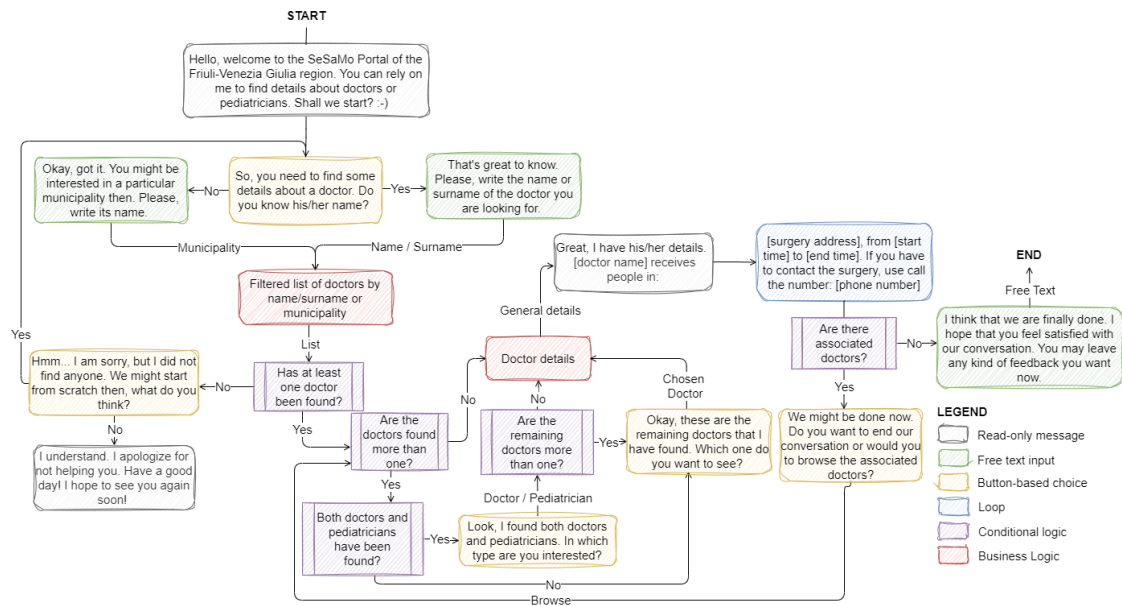 START
Hello, welcome to the SeSaMo Portal of the
Friuli-Venezia Giulia region. You can rely on
me to find details about doctors or
pediatricians. Shall we start? :-)
Okay, got it. You might be
interested in a particular
municipality then. Please,
write its name.
No
So, you need to find some
details about a doctor. Do
you know his/her name?
Yes
That's great to know.
Please, write the name or
surname of the doctor you
are looking for.
Municipality
Name / Surname
Filtered list of doctors by
name/surname or
municipality
List
Great, I have his/her details.
[doctor name] receives
people in:
[surgery address], from [start
time] to [end time]. If you have
to contact the surgery, use call
the number: [phone number]
END
Free Text
General details
Yes
Hmm... I am sorry, but I did not
find anyone. We might start
from scratch then, what do you
think?
No
Has at least
one doctor
been found?
Doctor details
Are there
associated
doctors?
No
I think that we are finally done. I
hope that you feel satisfied with
our conversation. You may leave
any kind of feedback you want
now.
No
I understand. I apologize for
not helping you. Have a good
day! I hope to see you again
soon!
Yes
Are the
doctors found
more than
one?
No
No
Are the
remaining
doctors more
than one?
Yes
Chosen
Doctor
Okay, these are the
remaining doctors that I
have found. Which one do
you want to see?
Yes
We might be done now.
Do you want to end our
conversation or would you
to browse the associated
doctors?
Yes
Doctor / Pediatrician
Both doctors and
pediatricians
have been
found?
Yes
Look, I found both doctors
and pediatricians. In which
type are you interested?
No
Browse
LEGEND
Read-only message
Free text input
Button-based choice
Loop
Conditional logic
Business Logic